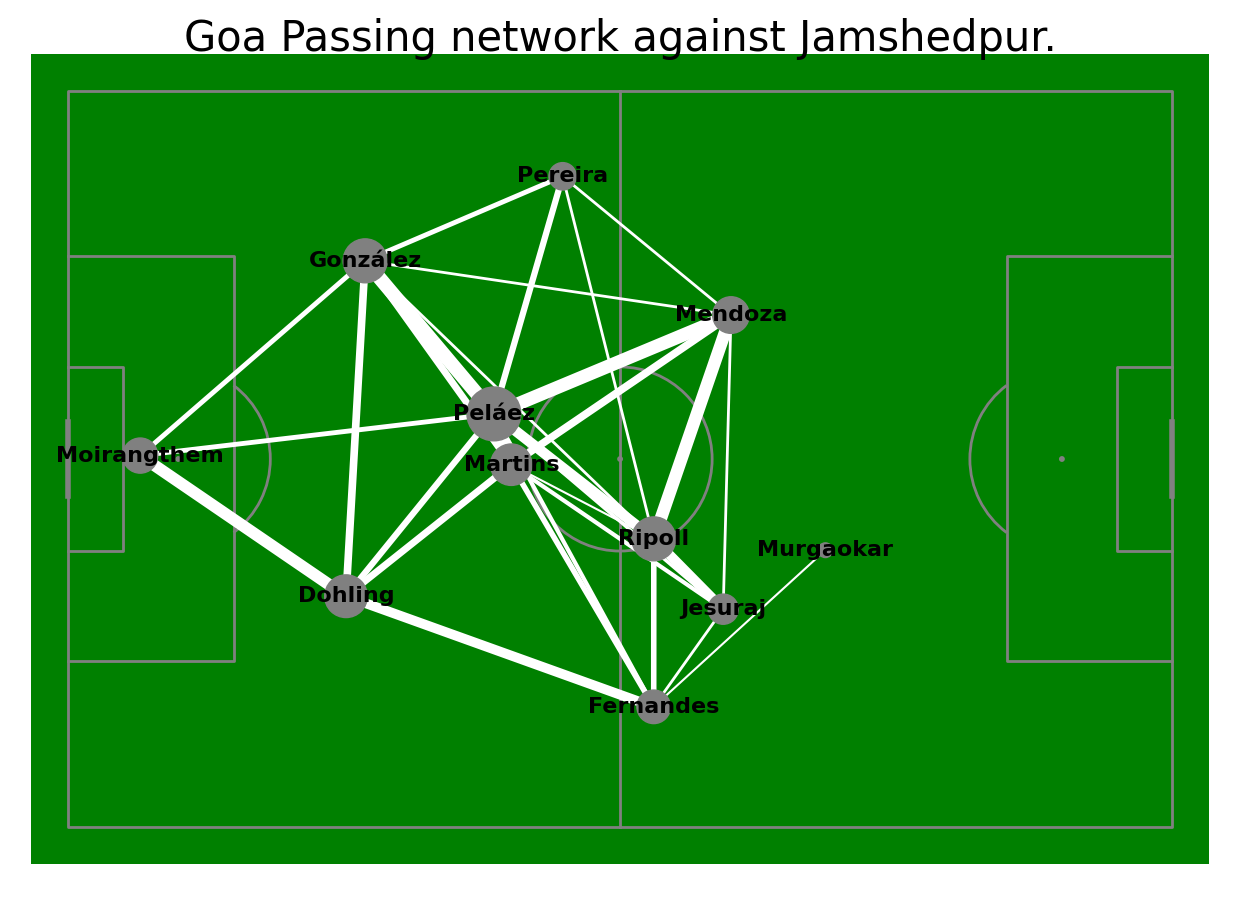 Goa Passing network against Jamshedpur.
Pereira
González
Mendoza
Peláez
Moirangthem
Martins
Ripoll
Murgaokar
Dohling
Jesuraj
Fernandes